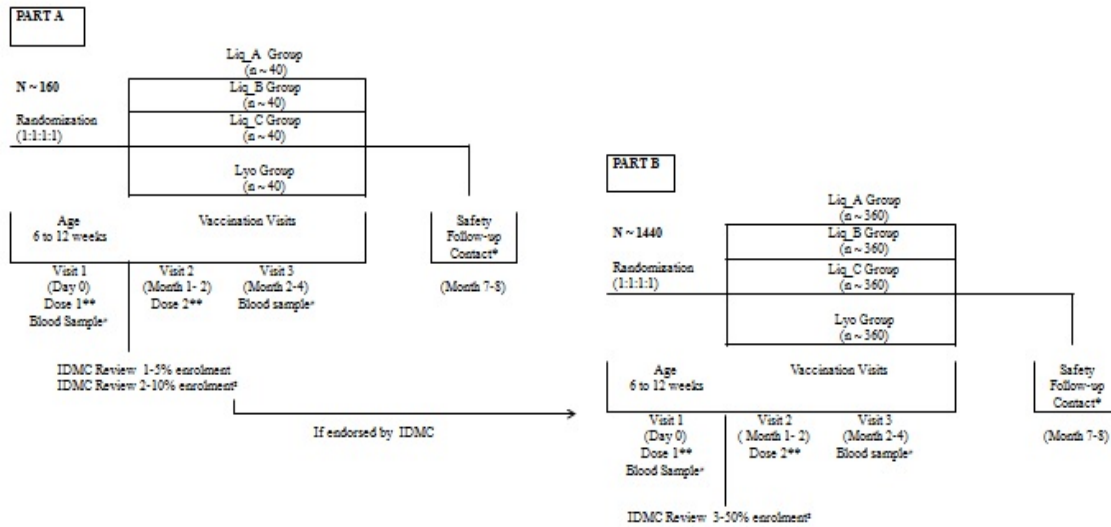 PART A
Liq_A Group
(n ~ 40)
N ~ 160
Liq_B Group
(n ~ 40)
Randomization
(1:1:1:1)
Liq_C Group
(n ~ 40)
Lyo Group
(n ~ 40)
Age
6 to 12 weeks
Vaccination Visits
Safety
Follow-up
Contact*
Visit 1
(Day 0)
Dose 1**
Blood Sample
Visit 2
(Month 1- 2)
Dose 2**
Visit 3
(Month 2-4)
Blood sample
(Month 7-8)
IDMC Review 1-5% enrolment
IDMC Review 2-10% enrolment
If endorsed by IDMC
PART B
Liq_A Group
(n ~ 360)
N ~ 1440
Liq_B Group
(n ~ 360)
Randomization
(1:1:1:1)
Liq_C Group
(n ~ 360)
Lyo Group
(n ~ 360)
Age
6 to 12 weeks
Vaccination Visits
Safety
Follow-up
Contact*
Visit 1
(Day 0)
Dose 1**
Blood Sample
Visit 2
( Month 1- 2)
Dose 2**
Visit 3
(Month 2-4)
Blood sample
(Month 7-8)
IDMC Review 3-50% enrolment